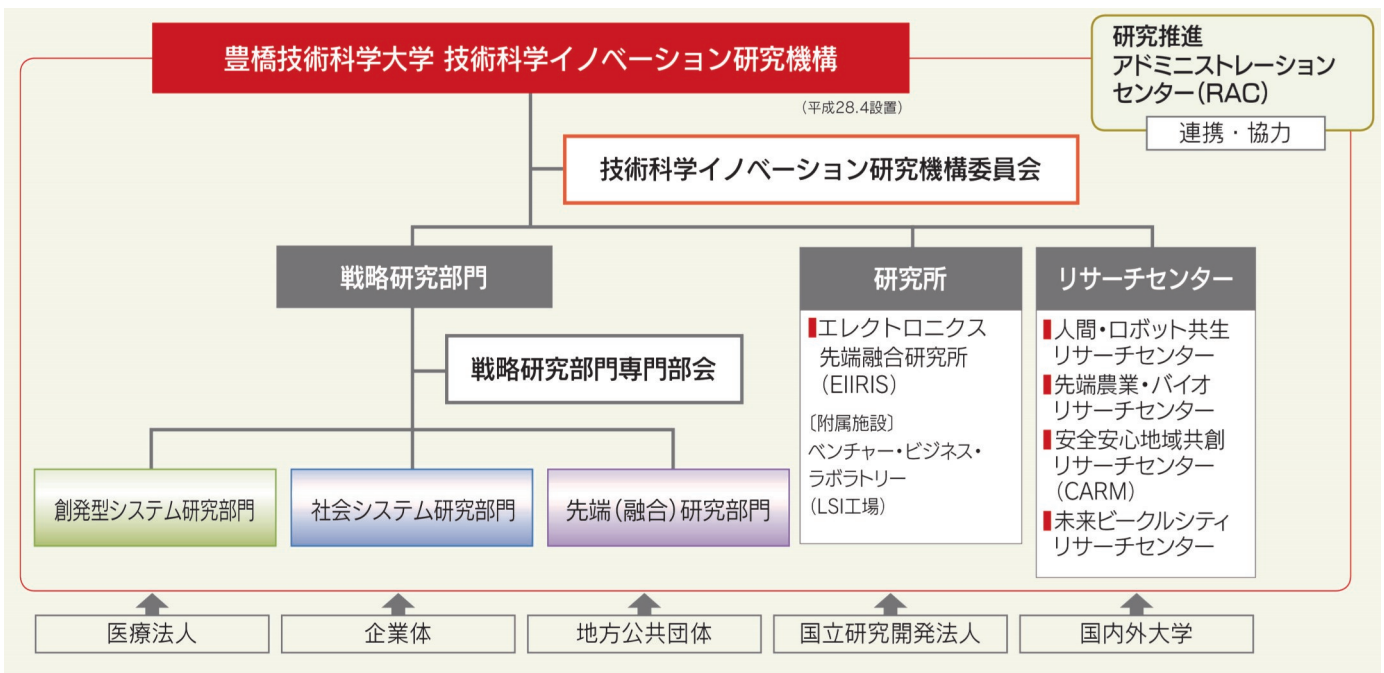 豊橋技術科学大学 技術科学イノベーション研究機構
(平成28.4設置)
研究推進
アドミニストレーション
センター(RAC)
連携・協力
技術科学イノベーション研究機構委員会
戦略研究部門
戦略研究部門専門部会
創発型システム研究部門
社会システム研究部門
先端(融合)研究部門
研究所
エレクトロニクス
先端融合研究所
(EIIRIS)
〔附属施設〕
ベンチャー・ビジネス・
ラボラトリー
(LSI工場)
リサーチセンター
人間・ロボット共生
リサーチセンター
先端農業・バイオ
リサーチセンター
安全安心地域共創
リサーチセンター
(CARM)
未来ビークルシティ
リサーチセンター
医療法人
企業体
地方公共団体
国立研究開発法人
国内外大学